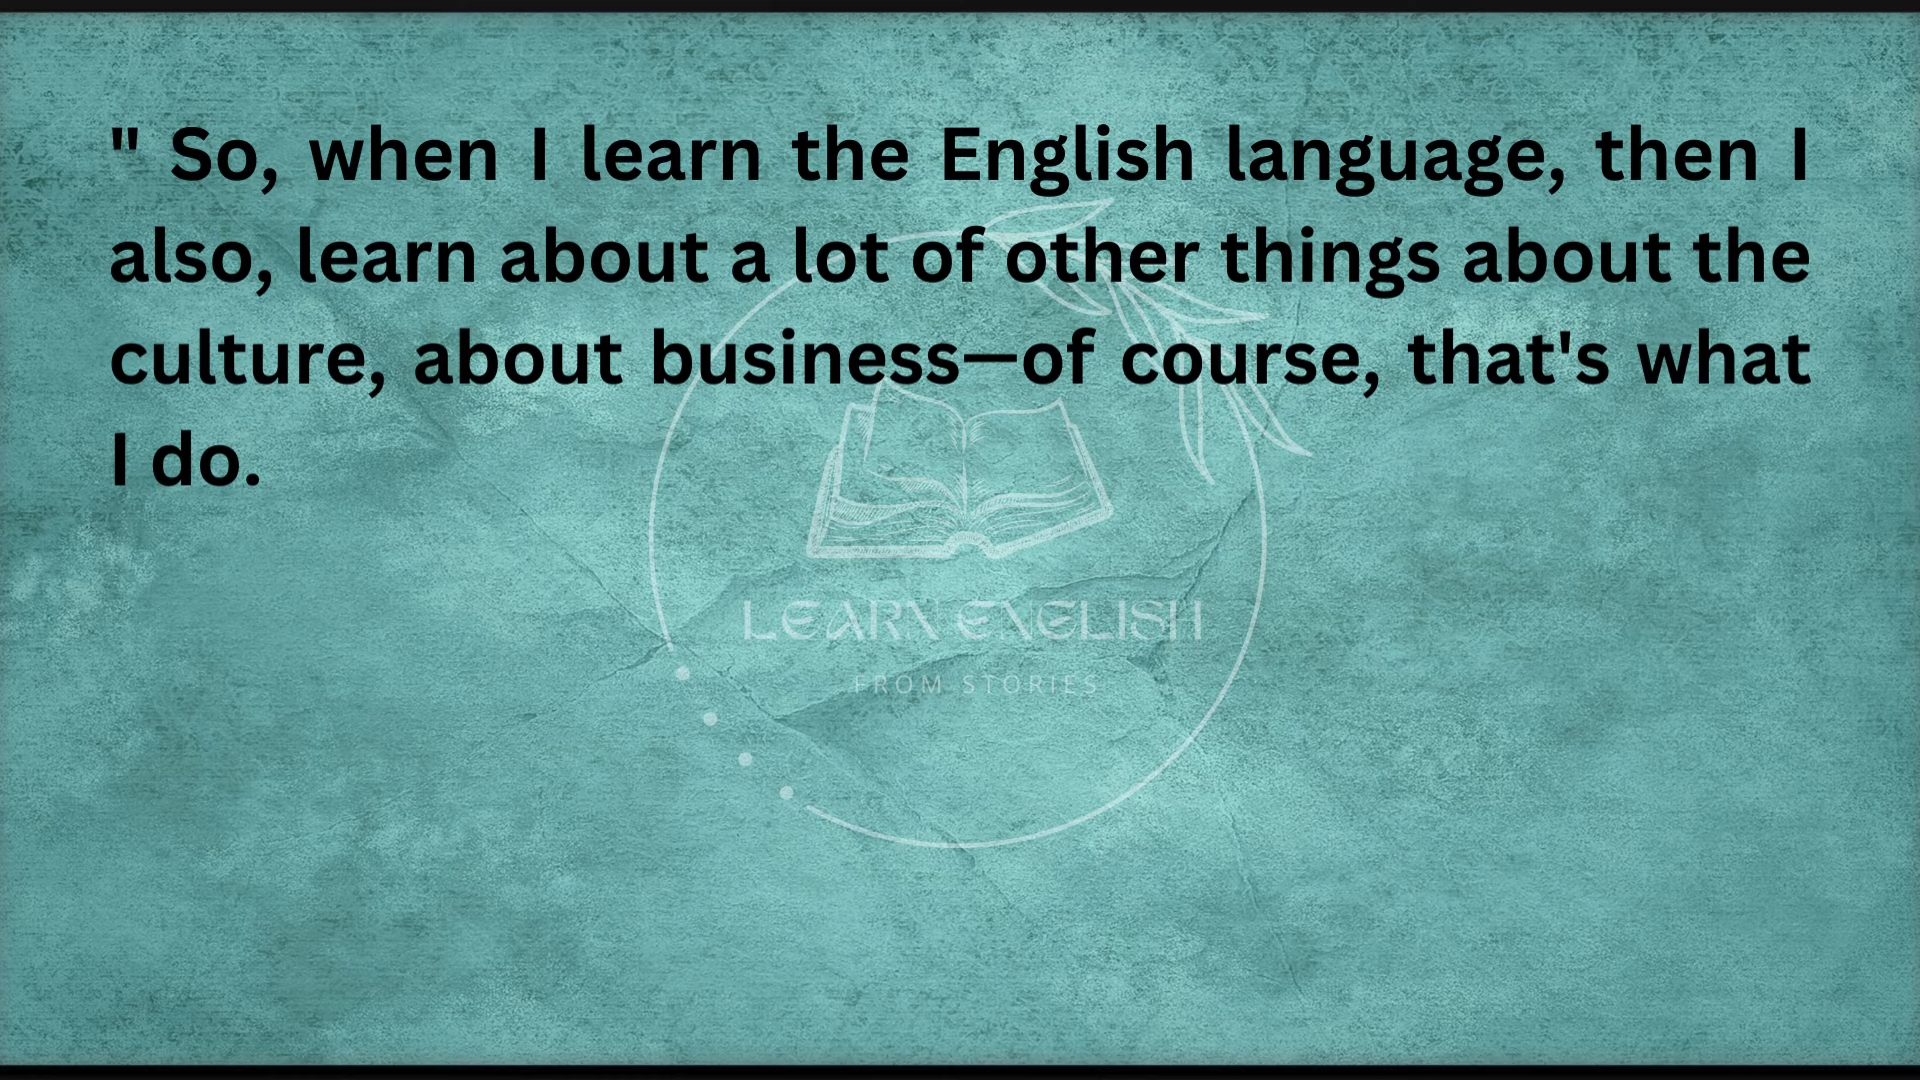 " So, when I learn the English language, then I
also, learn about a lot of other things about the
culture, about business—of course, that's what
I do.
LEARN ENGLISH
FROM STORIES